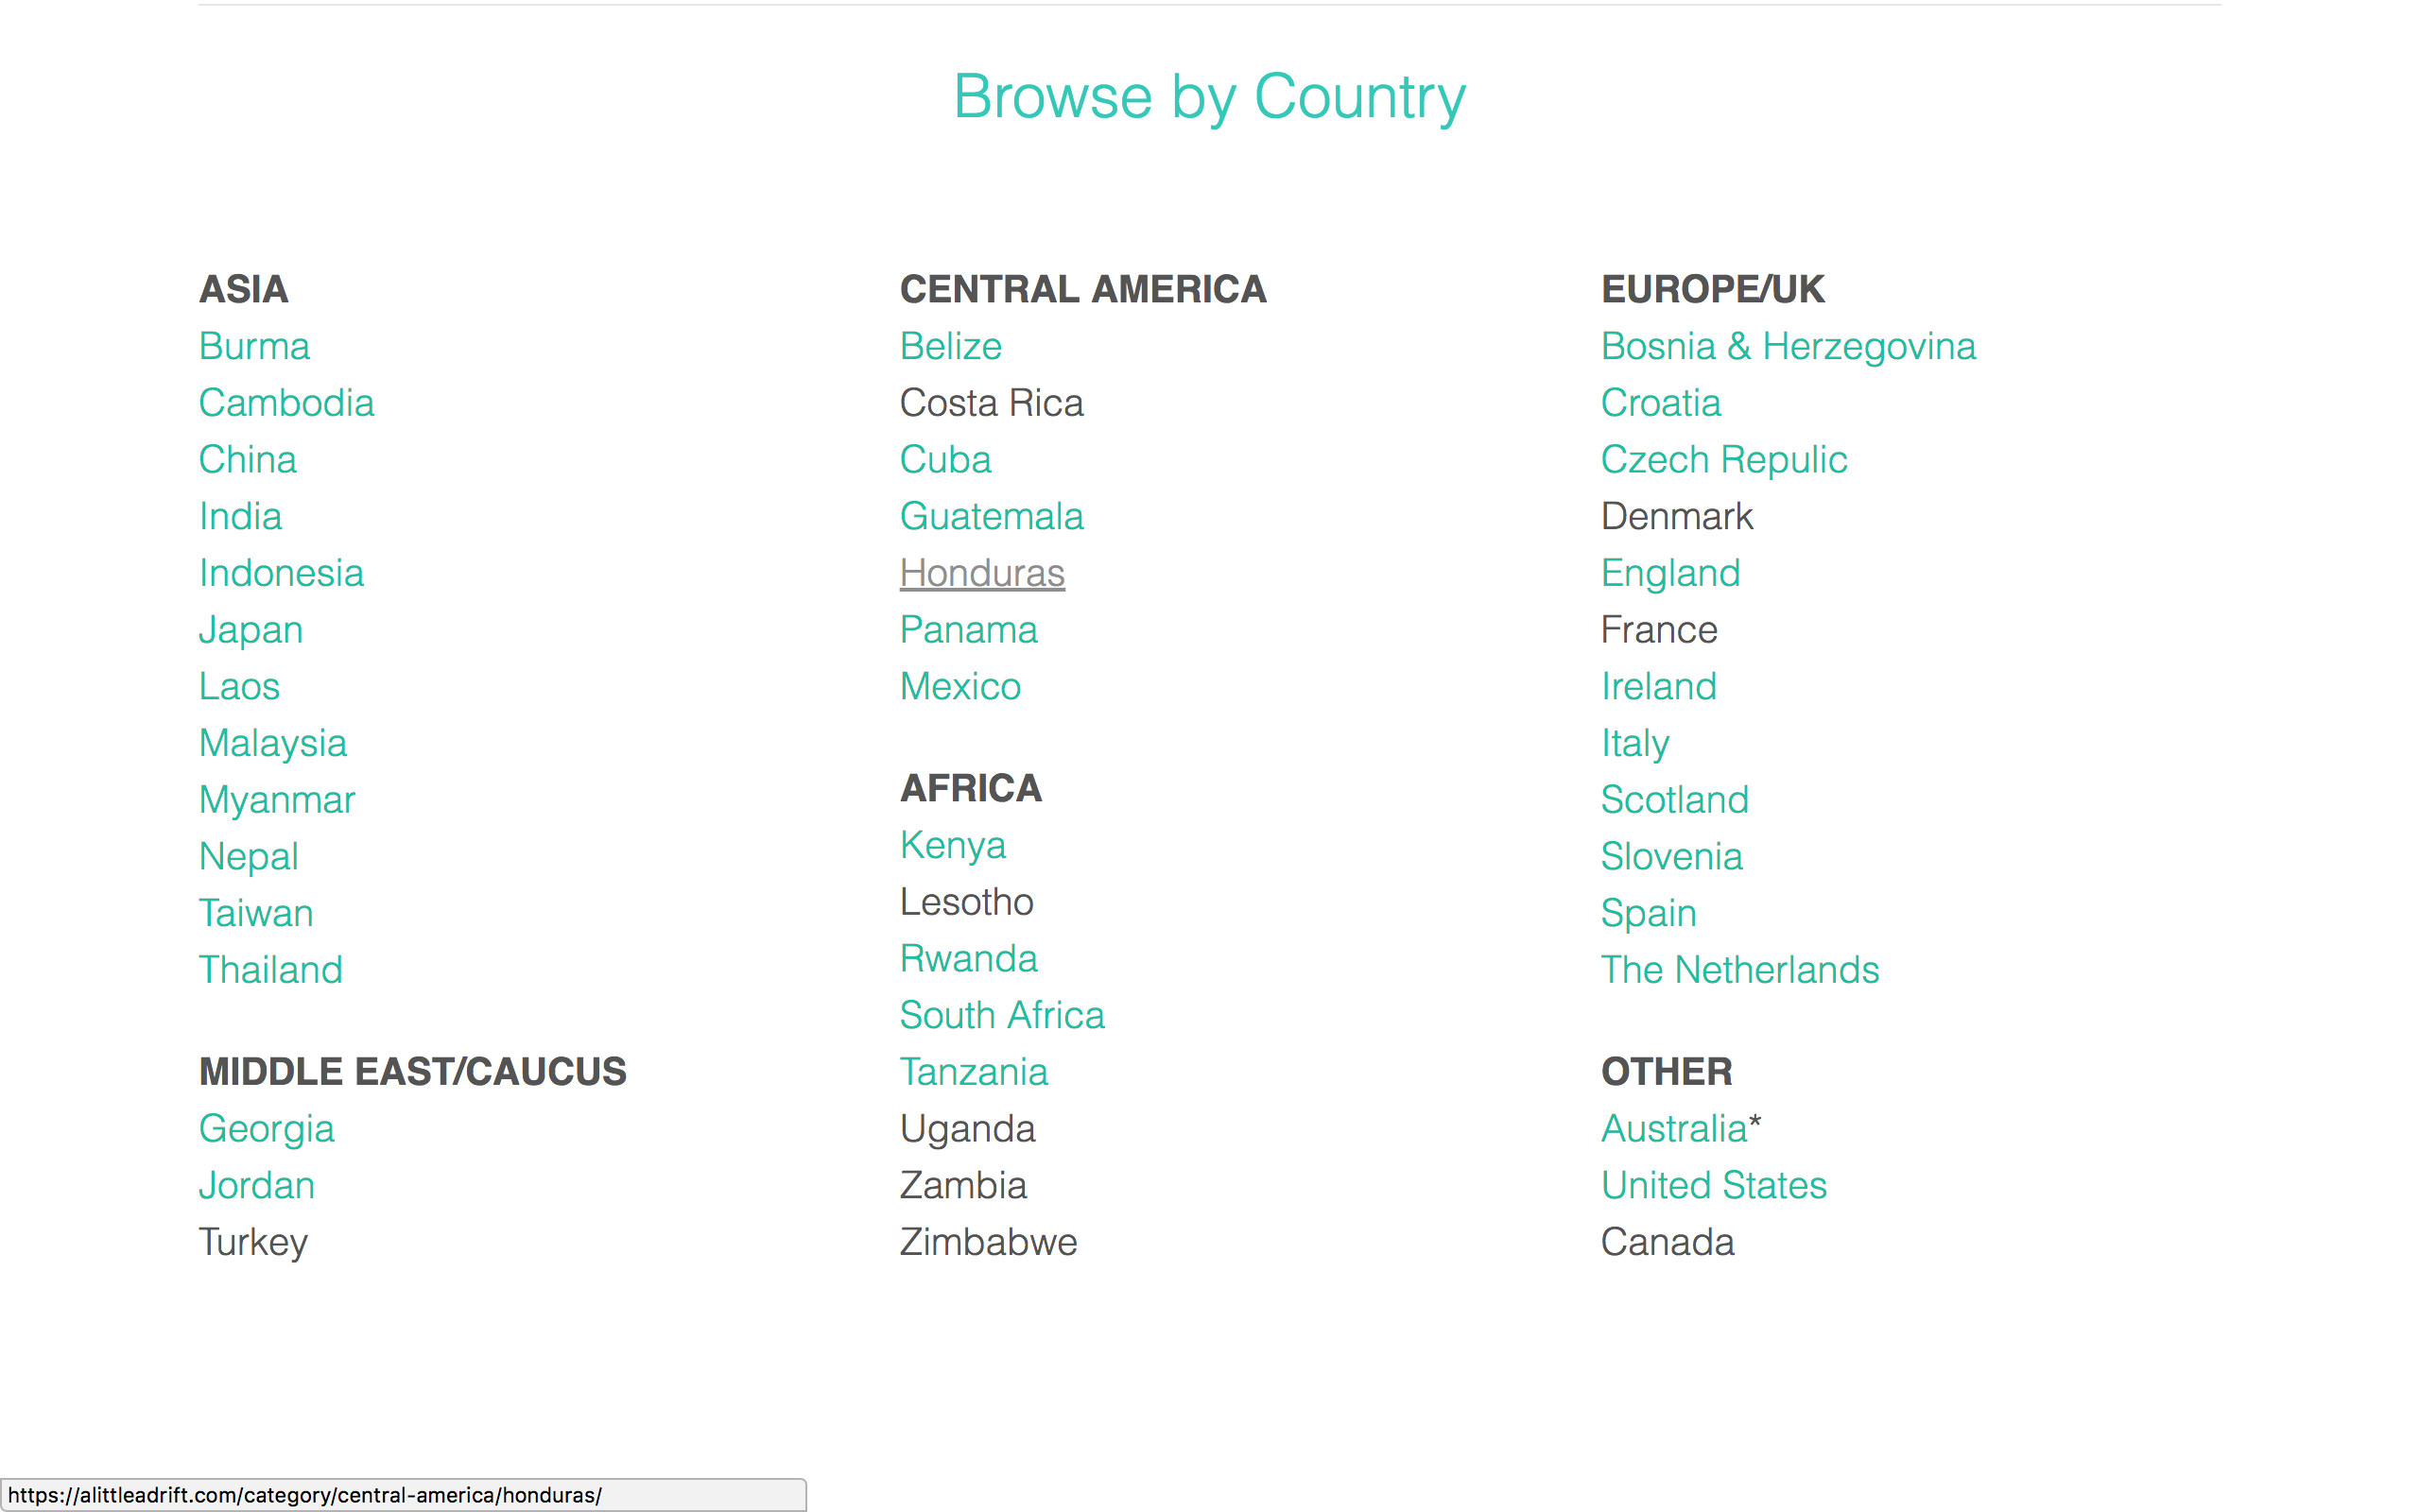 Browse by Country
ASIA
Burma
Cambodia
China
India
Indonesia
Japan
Laos
Malaysia
Myanmar
Nepal
Taiwan
Thailand
MIDDLE EAST/CAUCUS
Georgia
Jordan
Turkey
CENTRAL AMERICA
Belize
Costa Rica
Cuba
Guatemala
Honduras
Panama
Mexico
AFRICA
Kenya
Lesotho
Rwanda
South Africa
Tanzania
Uganda
Zambia
Zimbabwe
EUROPE/UK
Bosnia & Herzegovina
Croatia
Czech Repulic
Denmark
England
France
Ireland
Italy
Scotland
Slovenia
Spain
The Netherlands
OTHER
Australia*
United States
Canada
https://alittleadrift.com/category/central-america/honduras/